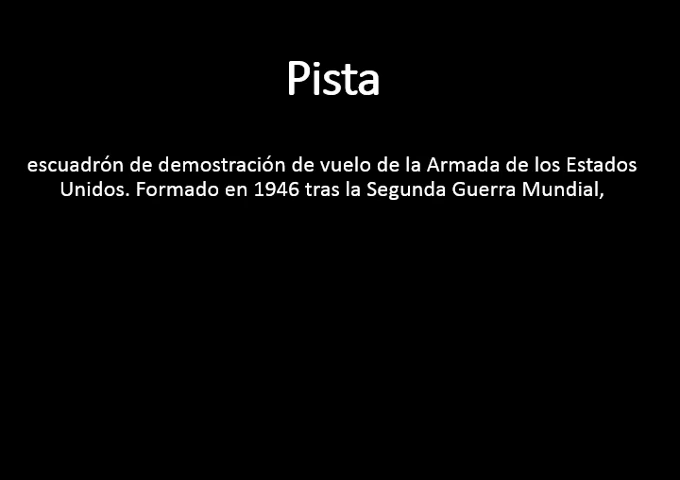 Pista
escuadrón de demostración de vuelo de la Armada de los Estados
Unidos. Formado en 1946 tras la Segunda Guerra Mundial,